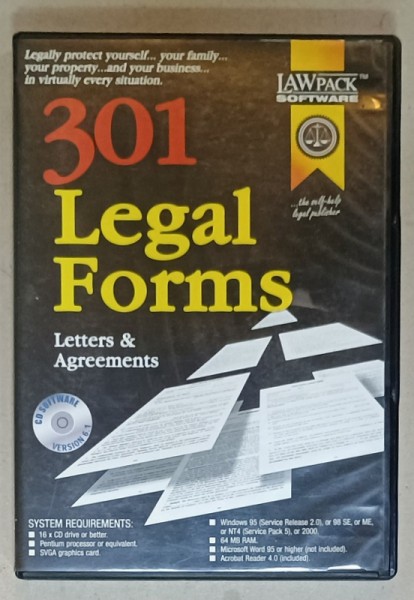 Legally protect yourself... your family...
your property...and your business...
in virtually every situation.
LAWPACK™
SOFTWARE
...the self-help
legal publisher
301
Legal
Forms
Letters &
Agreements
CD SOFTWARE
VERSION 6.1
SYSTEM REQUIREMENTS:
■ 16 x CD drive or better.
■ Pentium processor or equivalent.
■ SVGA graphics card.
■ Windows 95 (Service Release 2.0), or 98 SE, or ME,
or NT4 (Service Pack 5), or 2000.
■ 64 MB RAM.
■ Microsoft Word 95 or higher (not included).
■ Acrobat Reader 4.0 (included).